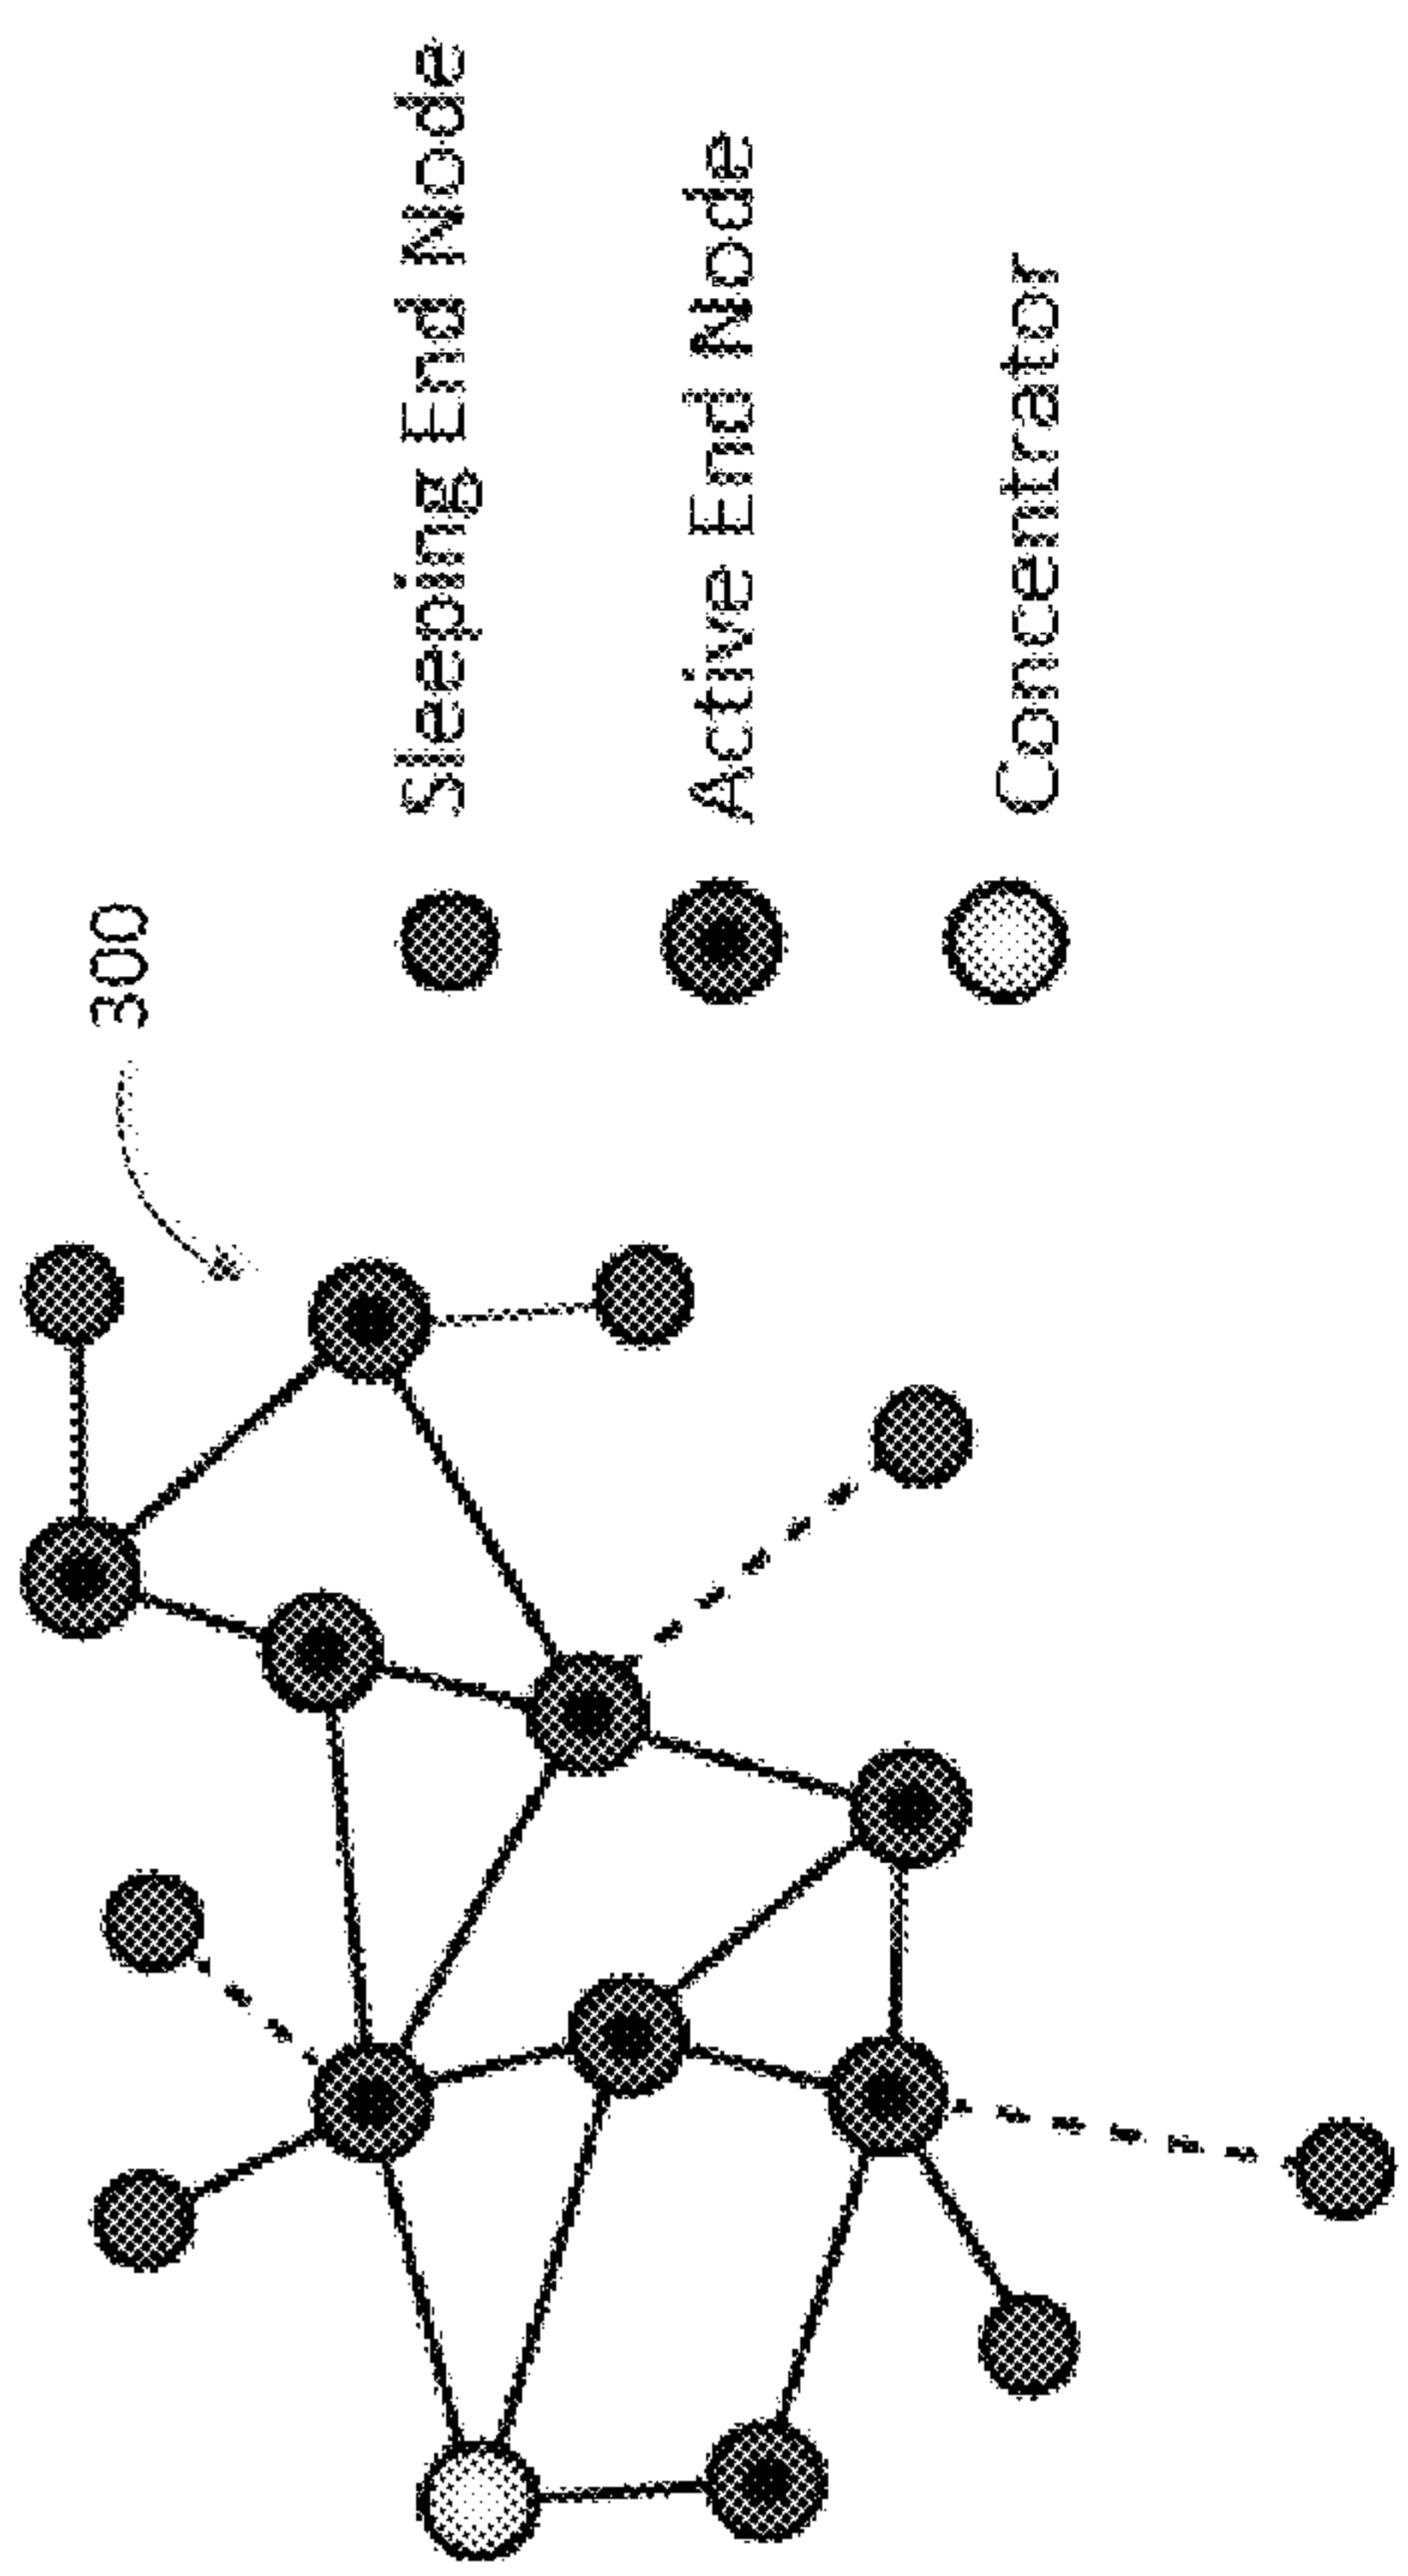 300
Sleeping End Node
Active End Node
Concentrator